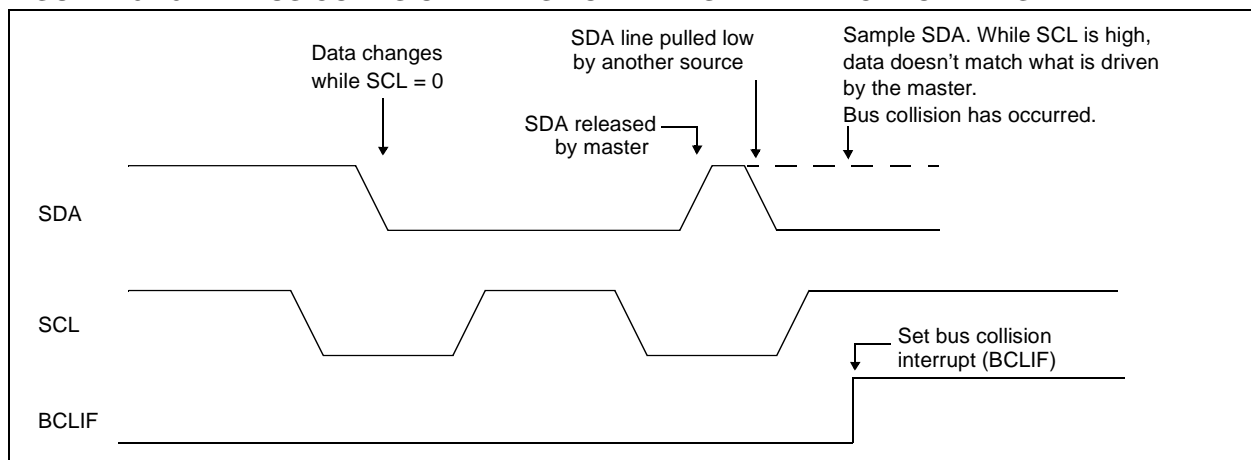 Data changes
while SCL = 0
SDA line pulled low
by another source
Sample SDA. While SCL is high,
data doesn't match what is driven
by the master.
Bus collision has occurred.
SDA released
by master
SDA
SCL
Set bus collision
interrupt (BCLIF)
BCLIF